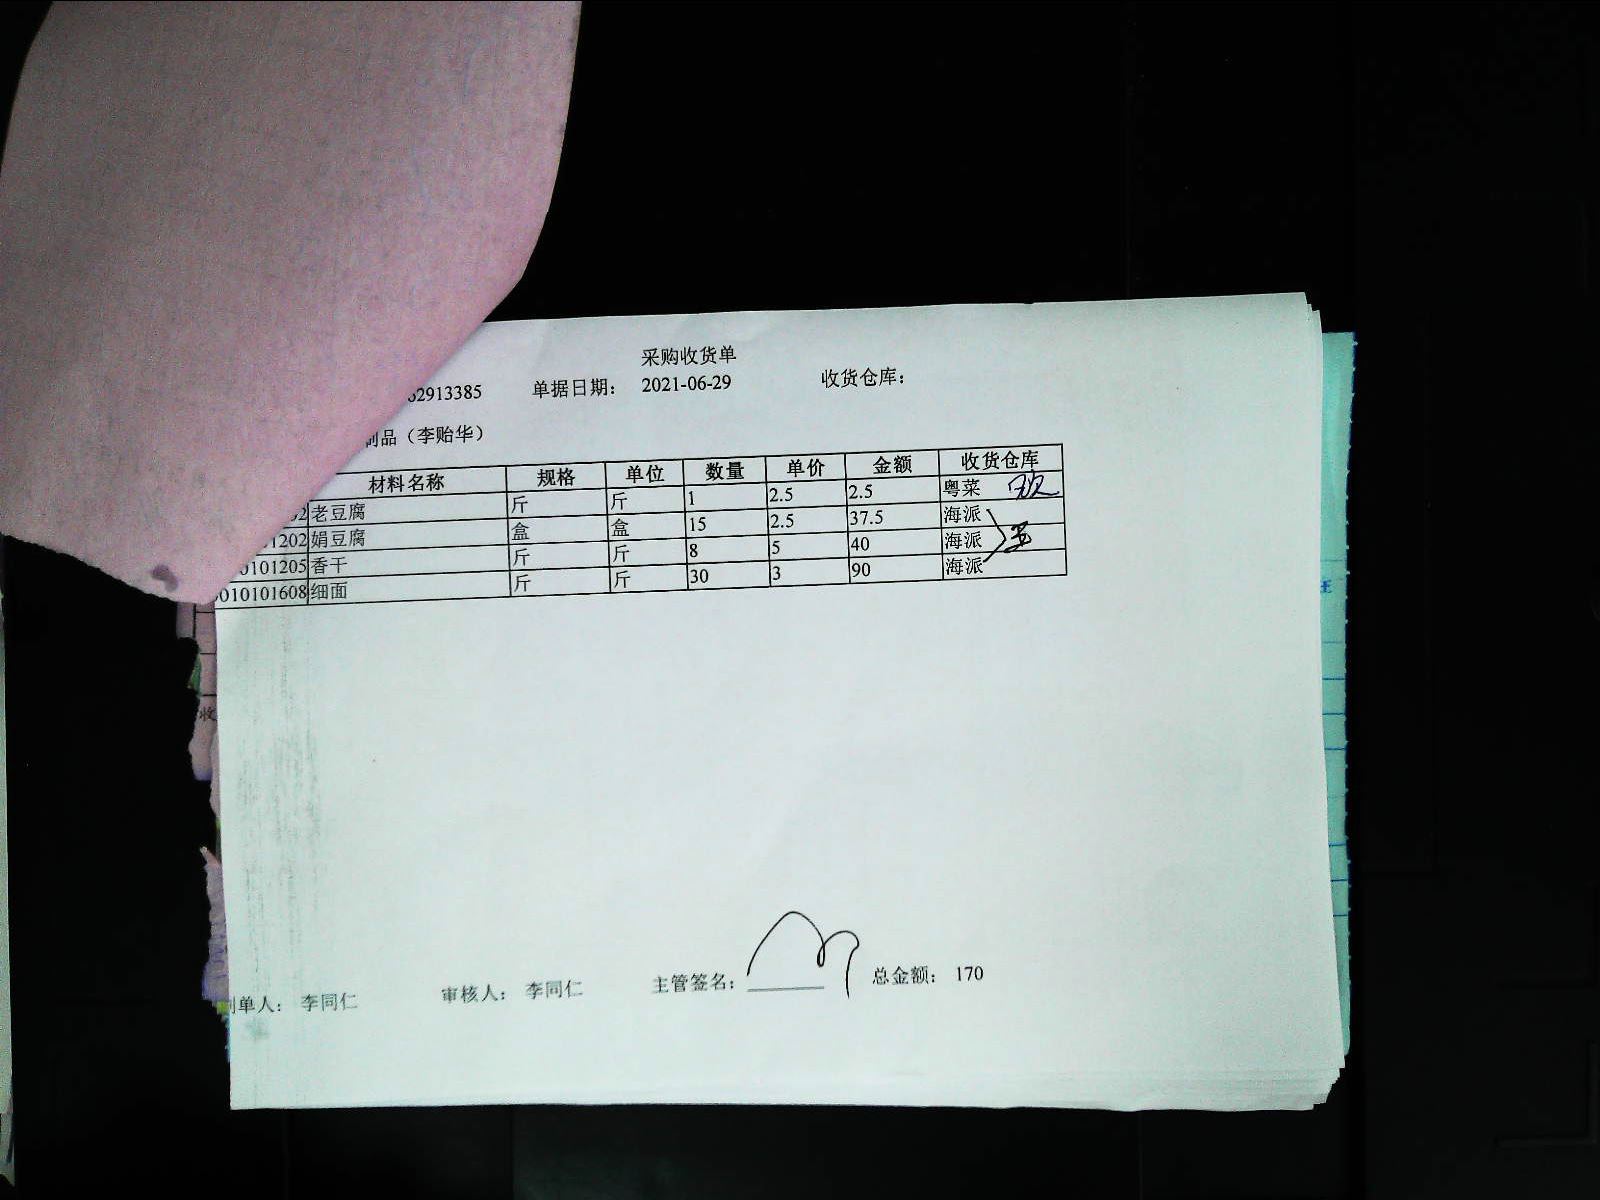 采购收货单
62913385 单据日期: 2021-06-29 收货仓库:
制品（李贻华）
材料名称 规格 单位 数量 单价 金额 收货仓库
2 老豆腐 斤 斤 1 2.5 2.5 粤菜
1202 娟豆腐 盒 盒 15 2.5 37.5 海派
0101205 香干 斤 斤 8 5 40 海派
010101608 细面 斤 斤 30 3 90 海派
收
制单人: 李同仁 审核人: 李同仁 主管签名: 总金额: 170